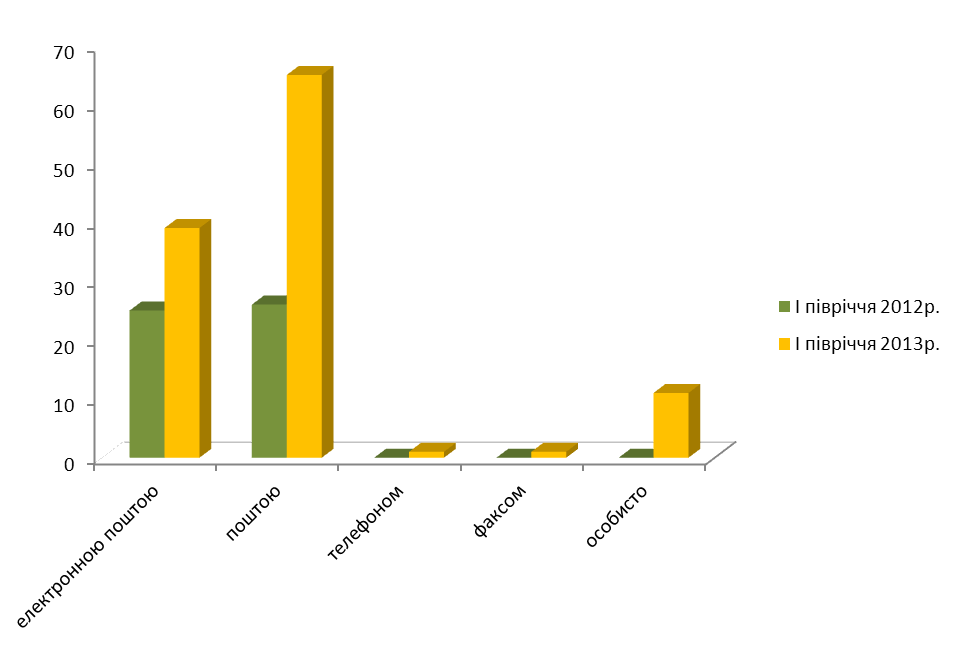 70
60
50
40
30
20
10
0
електронною поштою
поштою
телефоном
факсом
особисто
І півріччя 2012р.
І півріччя 2013р.